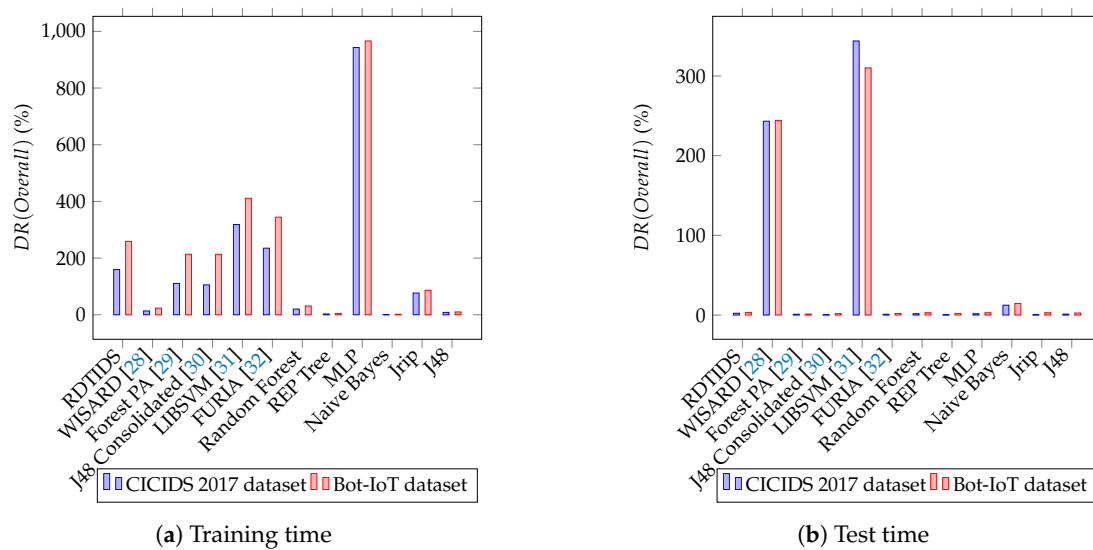 1,000
800
600
400
200
0
DR(Overall) (%)
RDTIDS
WISARD [28]
Forest PA [29]
J48 Consolidated [30]
LIBSVM [31]
FURIA [32]
Random Forest
REP Tree
MLP
Naive Bayes
Jrip
J48
CICIDS 2017 dataset Bot-IoT dataset
(a) Training time
300
200
100
0
DR(Overall) (%)
RDTIDS
WISARD [28]
Forest PA [29]
J48 Consolidated [30]
LIBSVM [31]
FURIA [32]
Random Forest
REP Tree
MLP
Naive Bayes
Jrip
J48
CICIDS 2017 dataset Bot-IoT dataset
(b) Test time